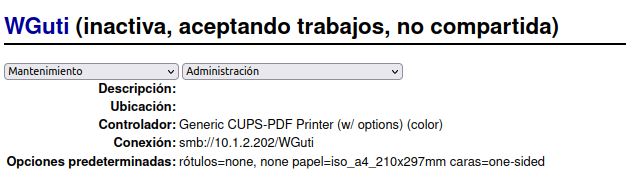 WGuti (inactiva, aceptando trabajos, no compartida)
Mantenimiento Administración
Descripción:
Ubicación:
Controlador: Generic CUPS-PDF Printer (w/ options) (color)
Conexión: smb://10.1.2.202/WGuti
Opciones predeterminadas: rótulos=none, none papel=iso_a4_210x297mm caras=one-sided